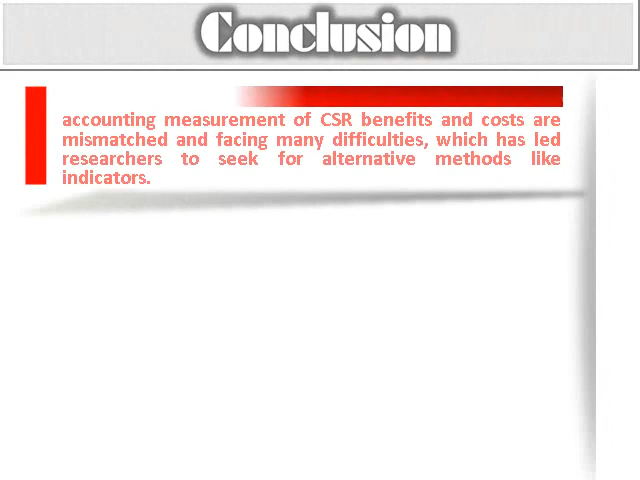 Conclusion
accounting measurement of CSR benefits and costs are
mismatched and facing many difficulties, which has led
researchers to seek for alternative methods like
indicators.